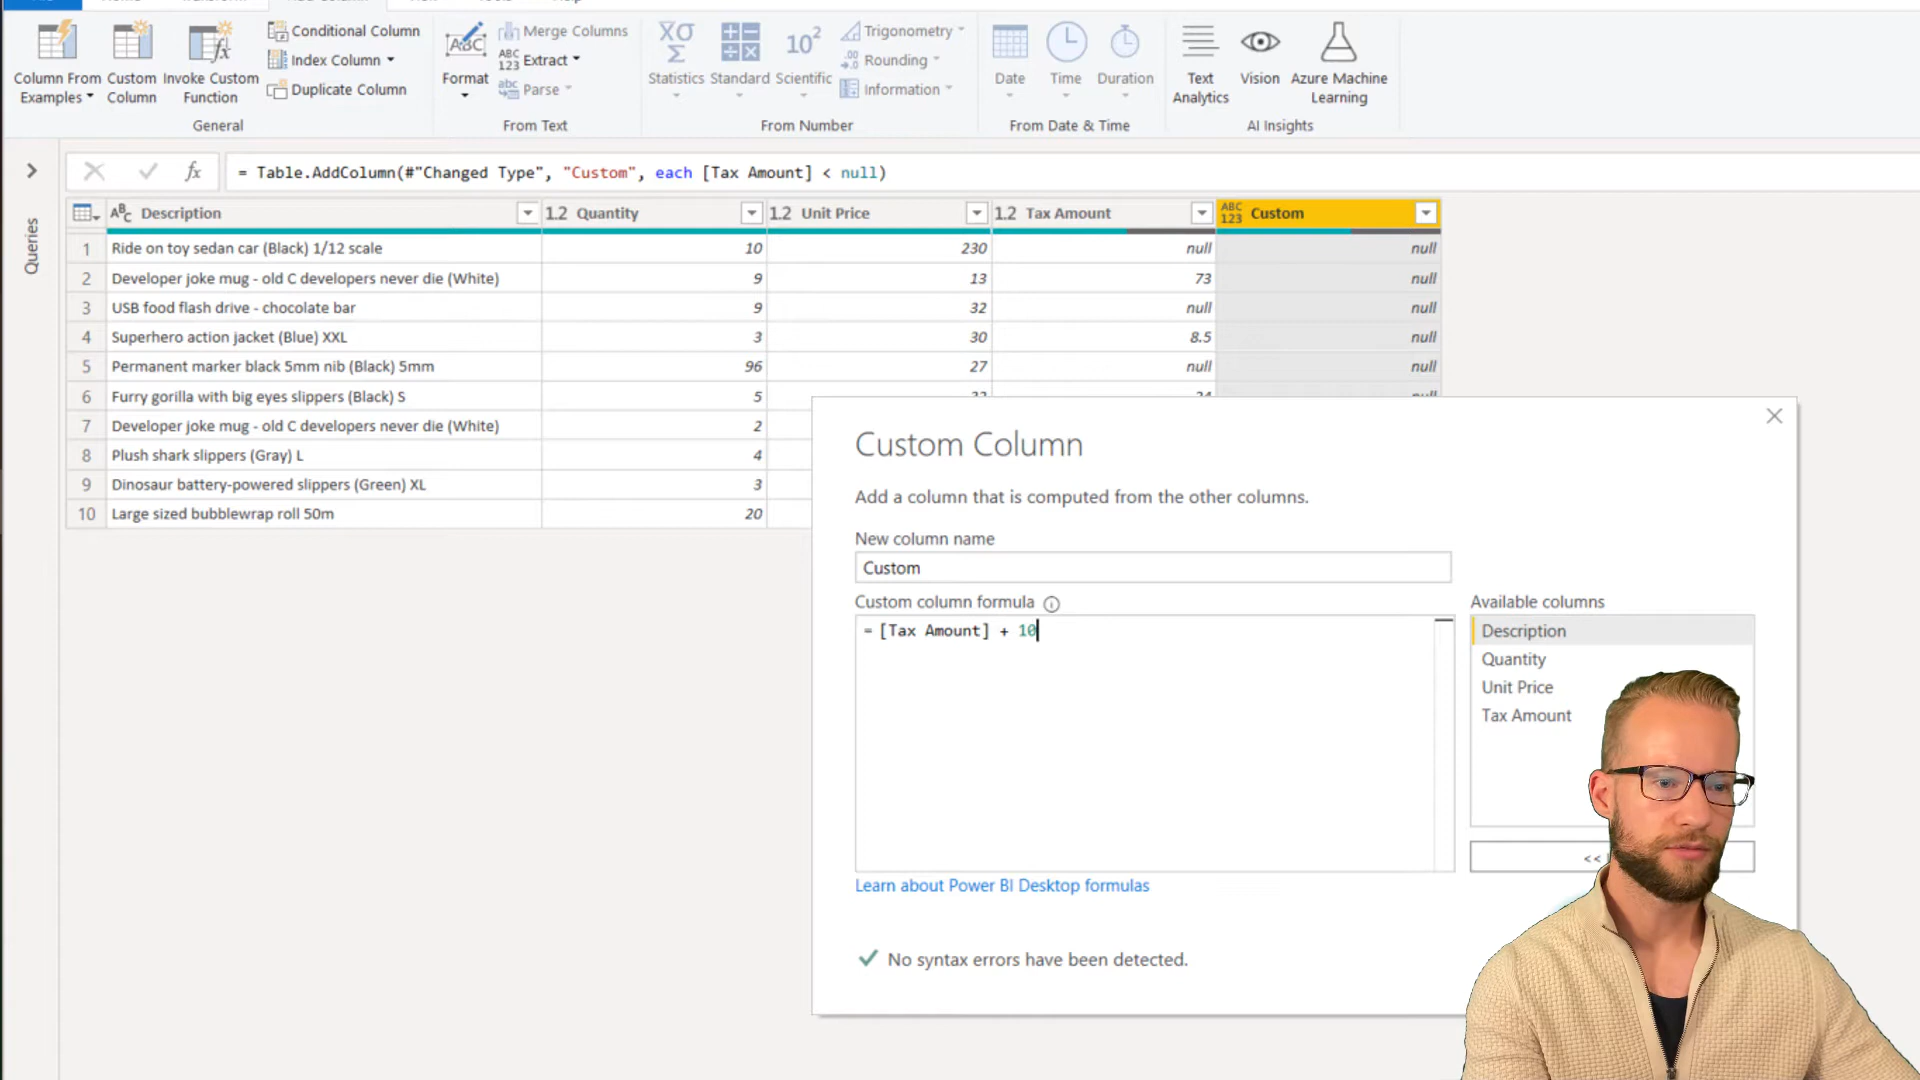 Column From Examples
Custom Column
Invoke Custom Function
Conditional Column
Index Column
Duplicate Column
General
Format
Merge Columns
Extract
Parse
From Text
Statistics
Standard
Scientific
Trigonometry
Rounding
Information
From Number
Date
Time
Duration
From Date & Time
Text Analytics
Vision
Azure Machine Learning
AI Insights
= Table.AddColumn(#"Changed Type", "Custom", each [Tax Amount] < null)
Queries
ABC Description 1.2 Quantity 1.2 Unit Price 1.2 Tax Amount ABC 123 Custom
1 Ride on toy sedan car (Black) 1/12 scale 10 230 null null
2 Developer joke mug - old C developers never die (White) 9 13 73 null
3 USB food flash drive - chocolate bar 9 32 null null
4 Superhero action jacket (Blue) XXL 3 30 8.5 null
5 Permanent marker black 5mm nib (Black) 5mm 96 27 null null
6 Furry gorilla with big eyes slippers (Black) S 5
7 Developer joke mug - old C developers never die (White) 2
8 Plush shark slippers (Gray) L 4
9 Dinosaur battery-powered slippers (Green) XL 3
10 Large sized bubblewrap roll 50m 20
Custom Column
Add a column that is computed from the other columns.
New column name
Custom
Custom column formula
= [Tax Amount] + 10
Available columns
Description
Quantity
Unit Price
Tax Amount
<<
Learn about Power BI Desktop formulas
No syntax errors have been detected.